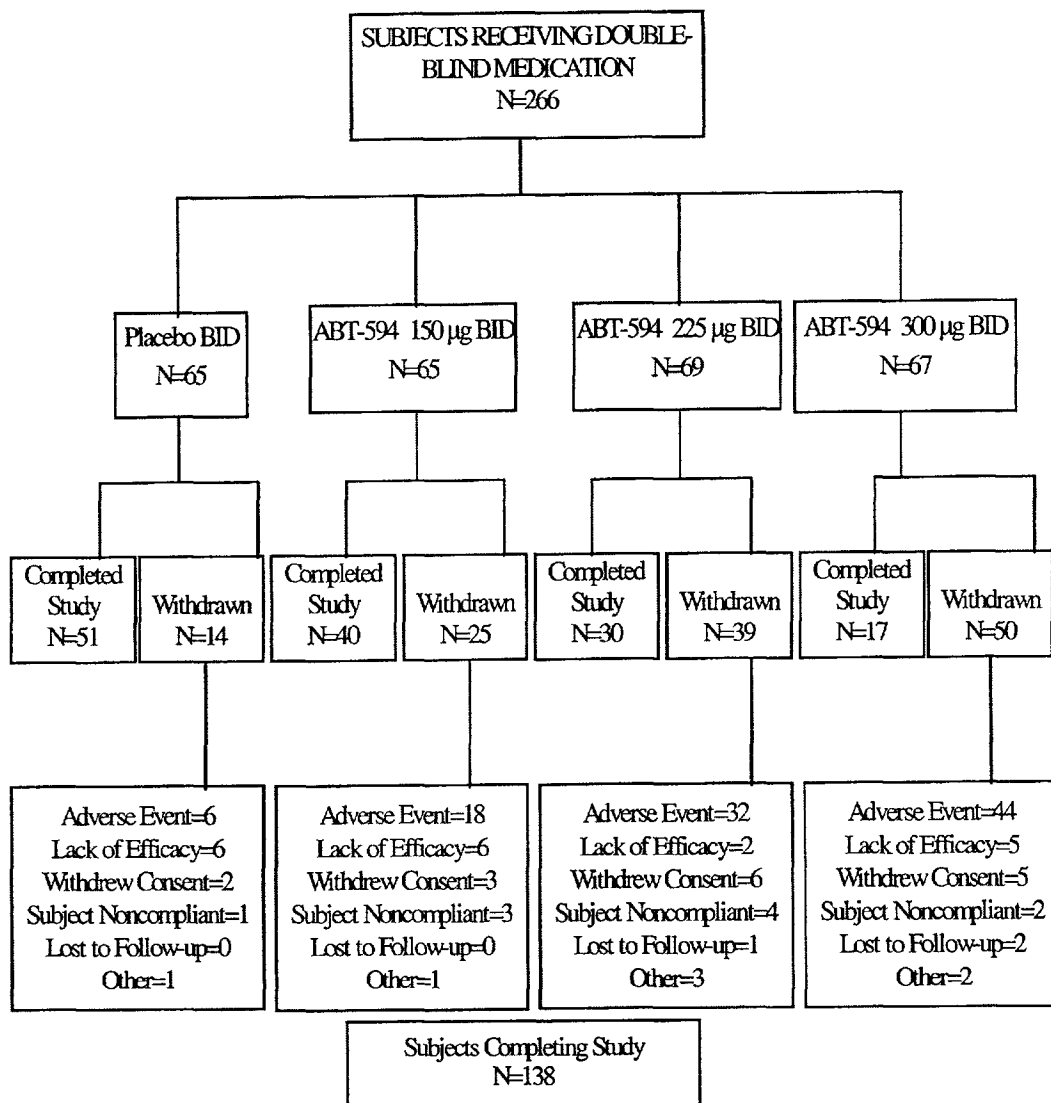 SUBJECTS RECEIVING DOUBLE-
BLIND MEDICATION
N=266
Placebo BID
N=65
ABT-594 150 µg BID
N=65
ABT-594 225 µg BID
N=69
ABT-594 300 µg BID
N=67
Completed
Study
N=51
Withdrawn
N=14
Completed
Study
N=40
Withdrawn
N=25
Completed
Study
N=30
Withdrawn
N=39
Completed
Study
N=17
Withdrawn
N=50
Adverse Event=6
Lack of Efficacy=6
Withdrew Consent=2
Subject Noncompliant=1
Lost to Follow-up=0
Other=1
Adverse Event=18
Lack of Efficacy=6
Withdrew Consent=3
Subject Noncompliant=3
Lost to Follow-up=0
Other=1
Adverse Event=32
Lack of Efficacy=2
Withdrew Consent=6
Subject Noncompliant=4
Lost to Follow-up=1
Other=3
Adverse Event=44
Lack of Efficacy=5
Withdrew Consent=5
Subject Noncompliant=2
Lost to Follow-up=2
Other=2
Subjects Completing Study
N=138